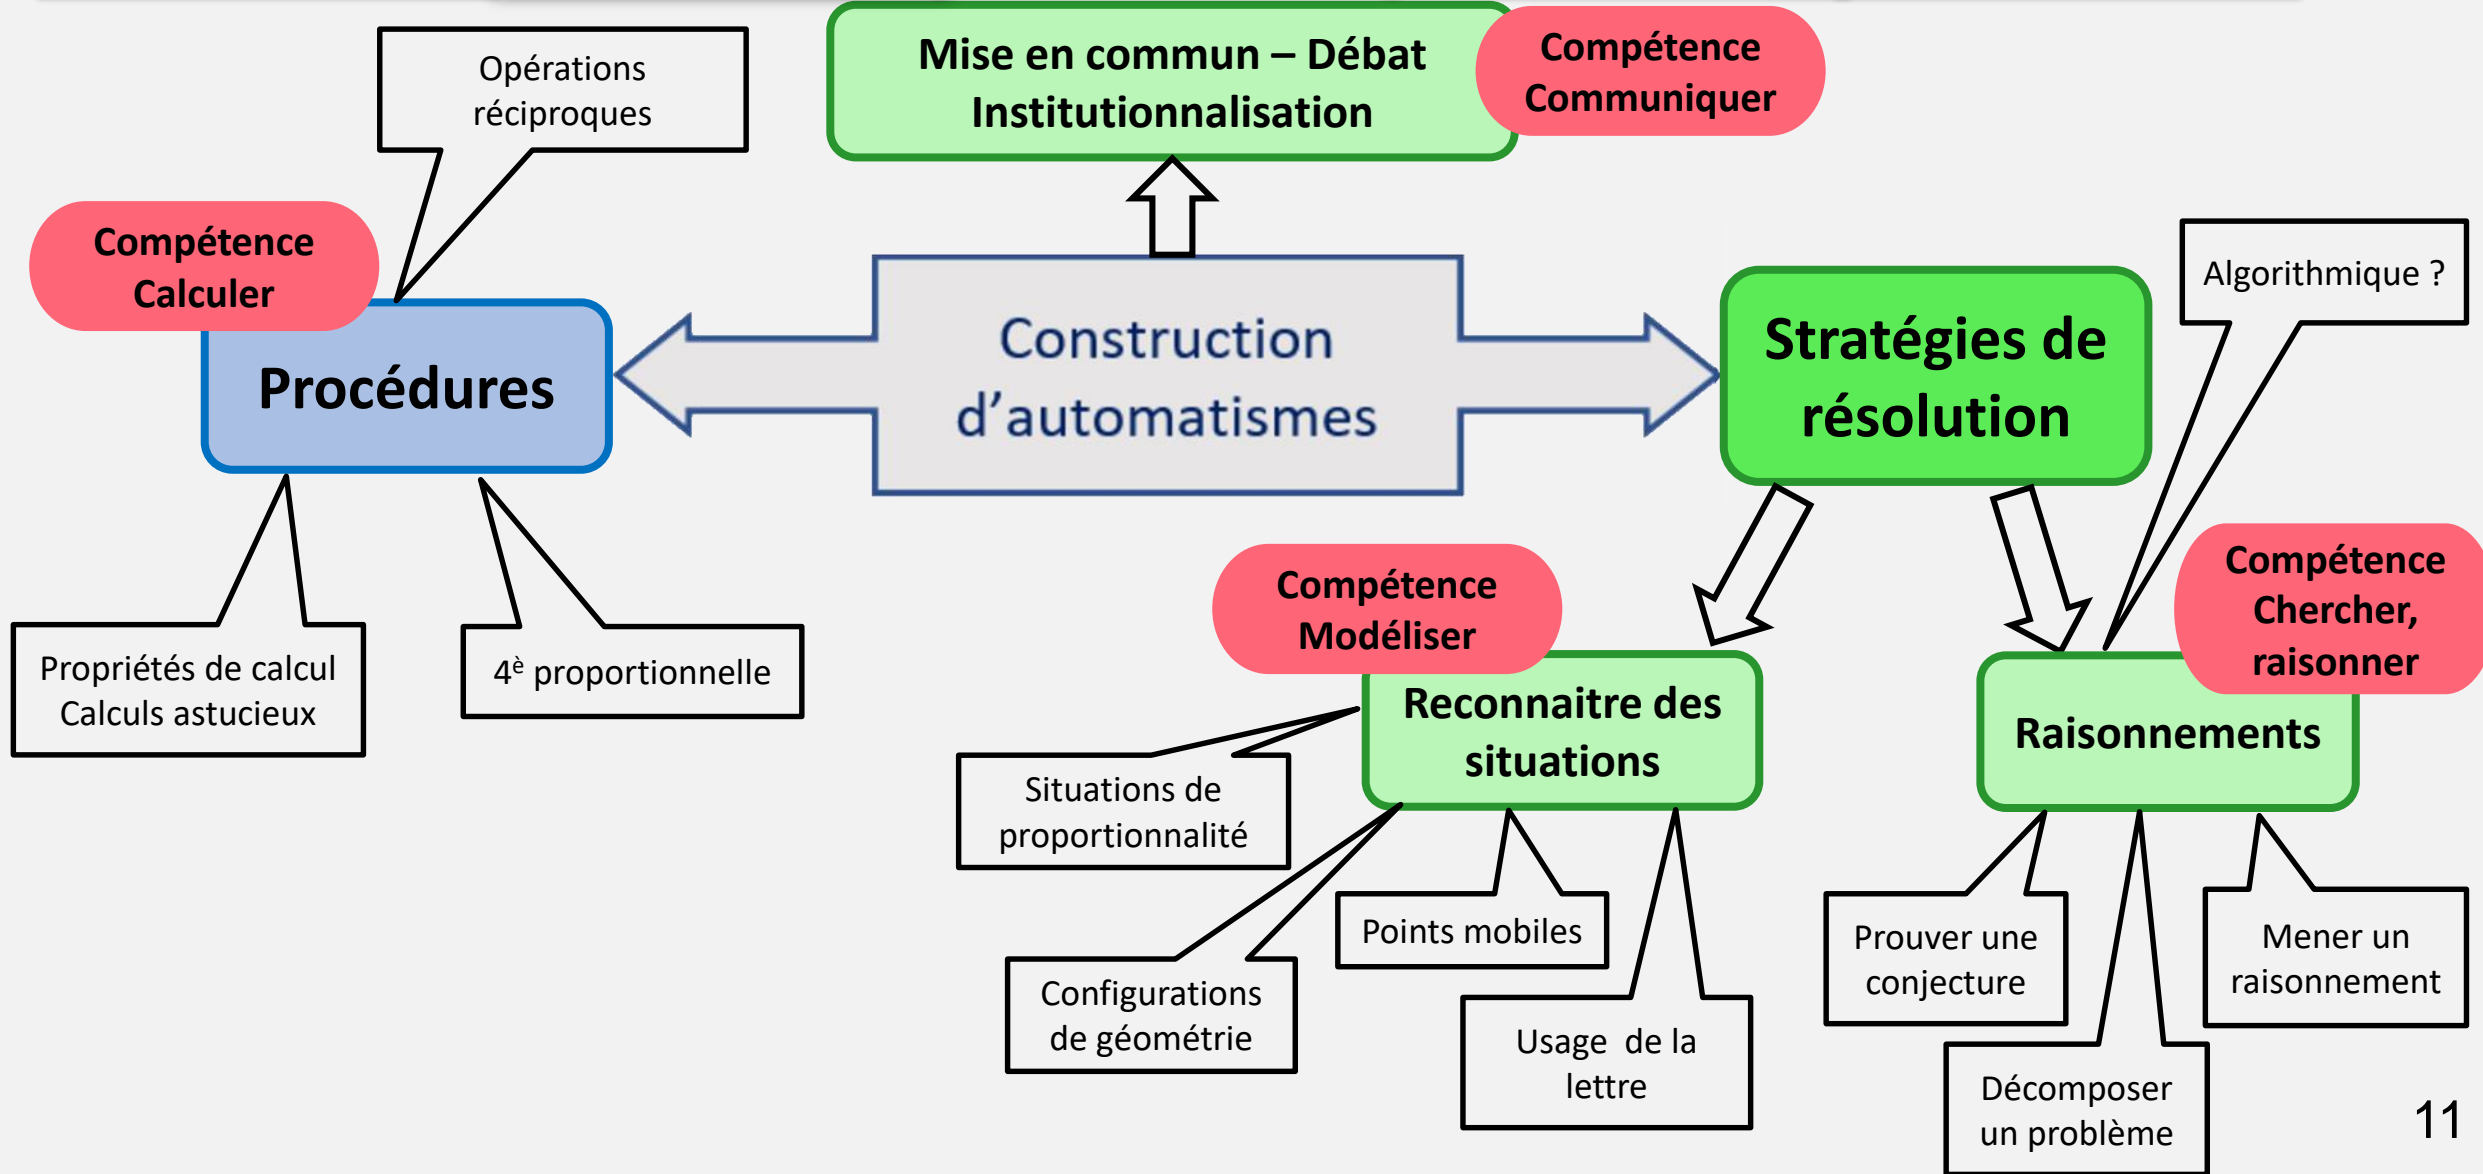 Mise en commun – Débat
Institutionnalisation
Compétence
Communiquer
Opérations
réciproques
Compétence
Calculer
Procédures
Construction
d’automatismes
Stratégies de
résolution
Algorithmique ?
Propriétés de calcul
Calculs astucieux
4è proportionnelle
Compétence
Modéliser
Reconnaitre des
situations
Compétence
Chercher,
raisonner
Raisonnements
Situations de
proportionnalité
Configurations
de géométrie
Points mobiles
Usage  de la
lettre
Prouver une
conjecture
Décomposer
un problème
Mener un
raisonnement
11